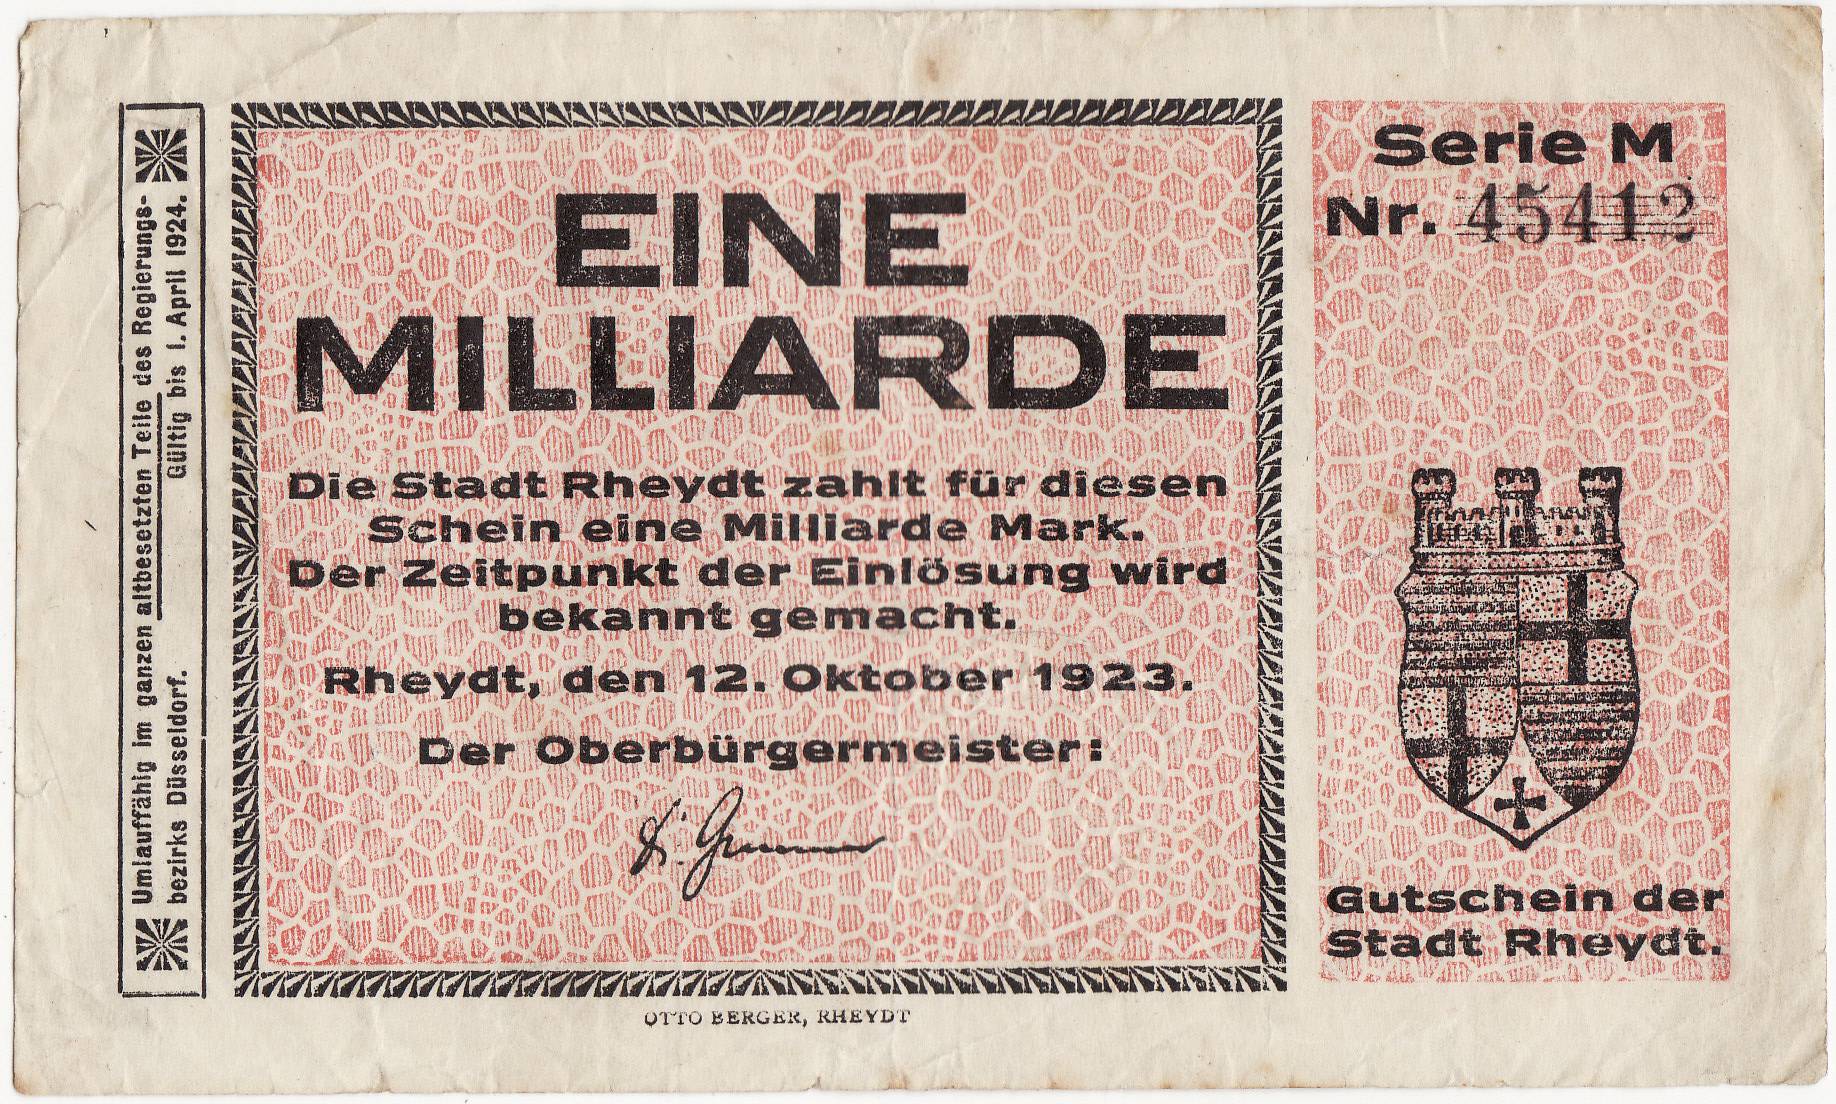 Umlauffähig im ganzen altbesetzten Teile des Regierungs-
bezirks Düsseldorf. Gültig bis 1. April 1924.
EINE
MILLIARDE
Die Stadt Rheydt zahlt für diesen
Schein eine Milliarde Mark.
Der Zeitpunkt der Einlösung wird
bekannt gemacht.
Rheydt, den 12. Oktober 1923.
Der Oberbürgermeister:
OTTO BERGER, RHEYDT
Serie M
Nr. 45412
Gutschein der
Stadt Rheydt.